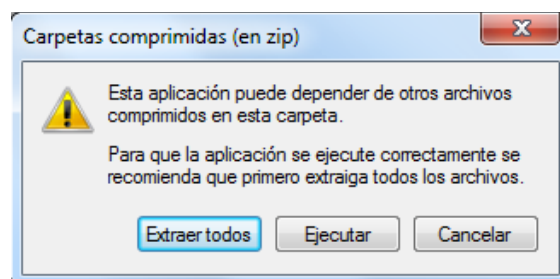 Carpetas comprimidas (en zip)
Esta aplicación puede depender de otros archivos
comprimidos en esta carpeta.
Para que la aplicación se ejecute correctamente se
recomienda que primero extraiga todos los archivos.
Extraer todos Ejecutar Cancelar